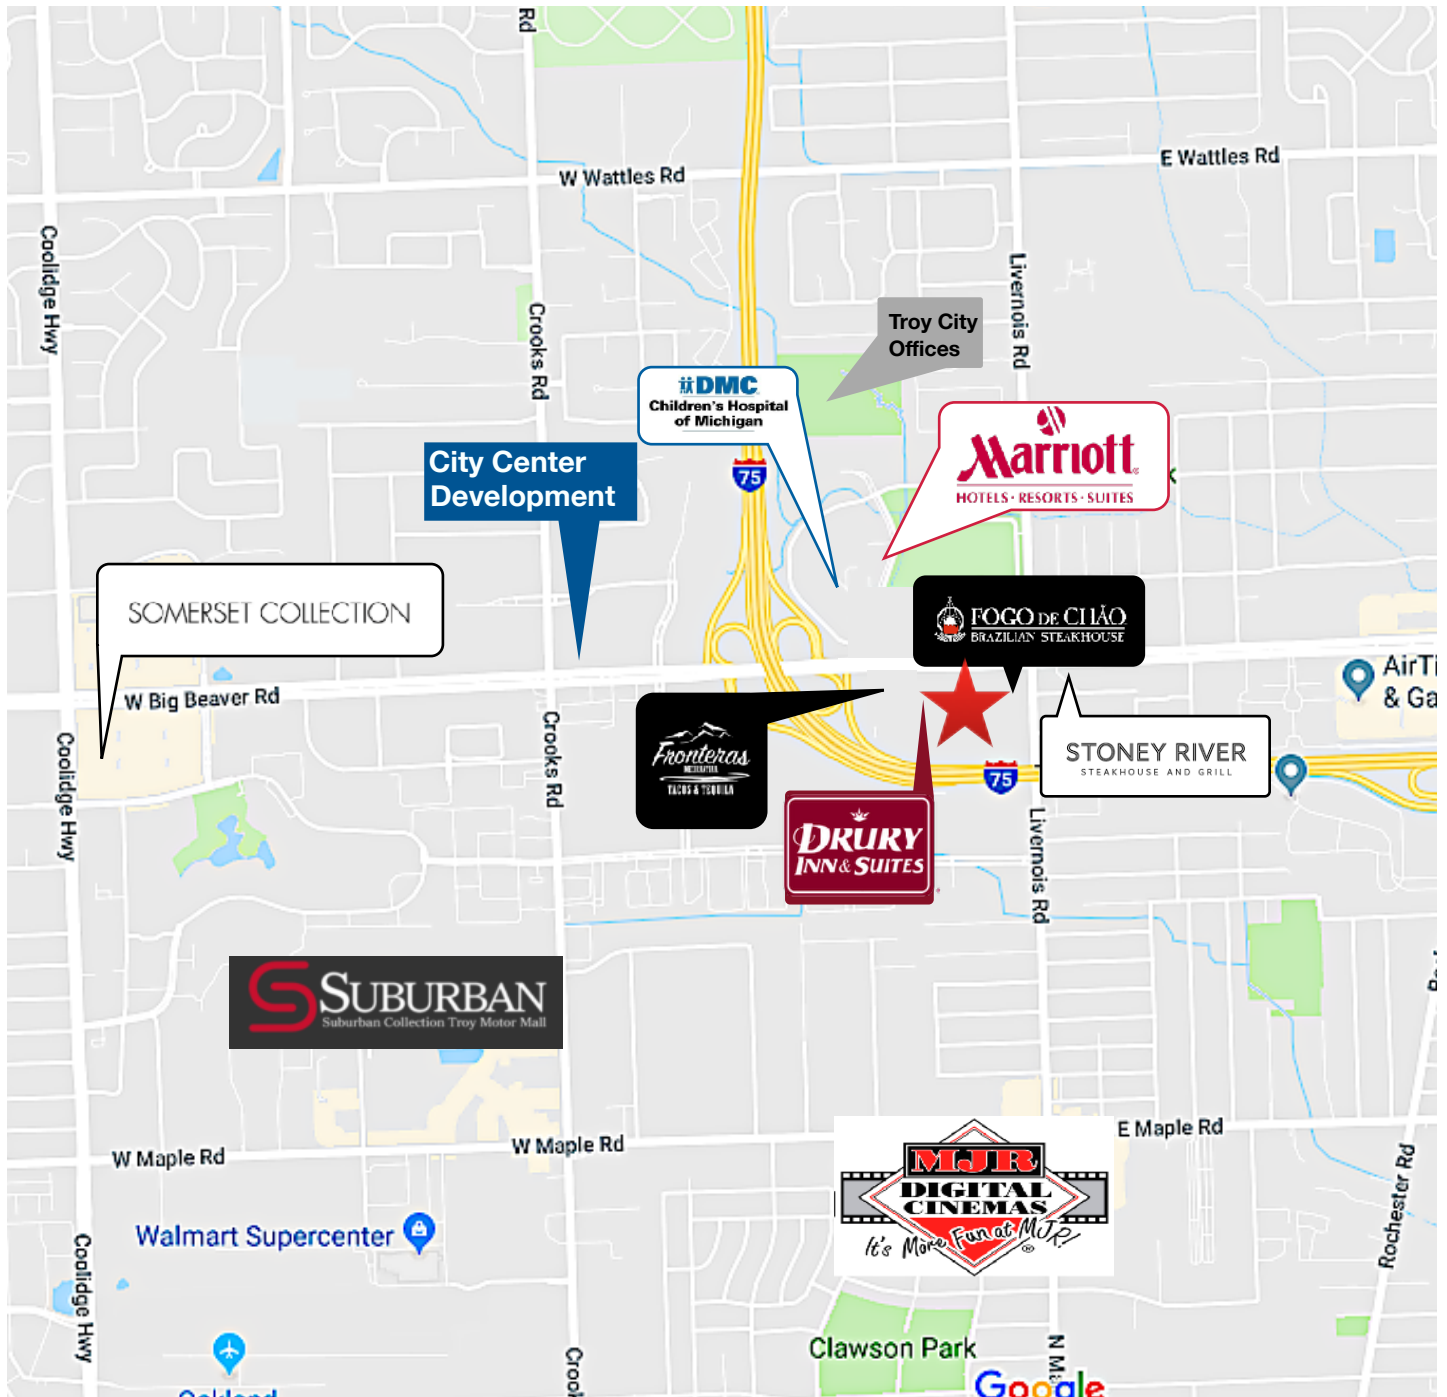 Rd
W Wattles Rd
E Wattles Rd
Coolidge Hwy
Crooks Rd
Livernois Rd
Troy City
Offices
DMC
Children's Hospital
of Michigan
Marriott
HOTELS · RESORTS · SUITES
City Center
Development
75
SOMERSET COLLECTION
FOGO DE CHÃO
BRAZILIAN STEAKHOUSE
W Big Beaver Rd
AirTi
& Ga
Fronteras
TACOS & TEQUILA
STONEY RIVER
STEAKHOUSE AND GRILL
75
Coolidge Hwy
Crooks Rd
Livernois Rd
DRURY
INN & SUITES
SUBURBAN
Suburban Collection Troy Motor Mall
W Maple Rd
W Maple Rd
E Maple Rd
MJR
DIGITAL
CINEMAS
It's More Fun at MJR!
Rochester Rd
Walmart Supercenter
Coolidge Hwy
Clawson Park
N Ma
Croo
Oakland
Google